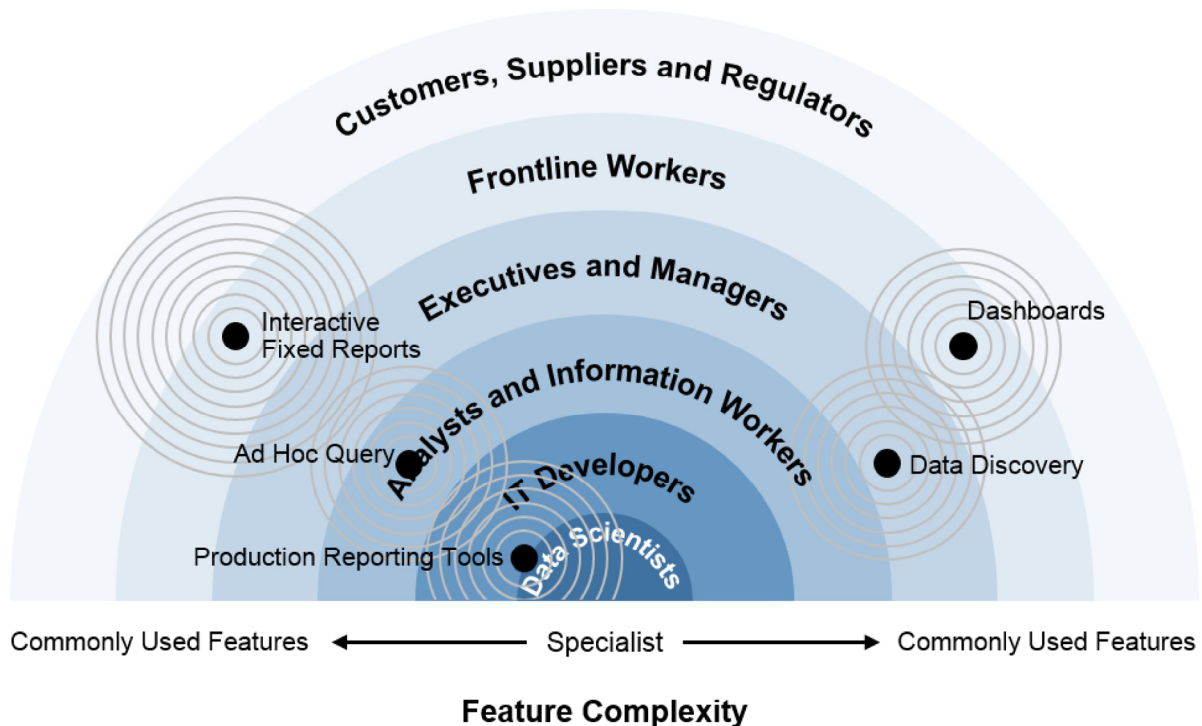 Customers, Suppliers and Regulators
Frontline Workers
Executives and Managers
Dashboards
Interactive
Fixed Reports
Analysts and Information Workers
Ad Hoc Query
Data Discovery
IT Developers
Data Scientists
Production Reporting Tools
Commonly Used Features
Specialist
Commonly Used Features
Feature Complexity